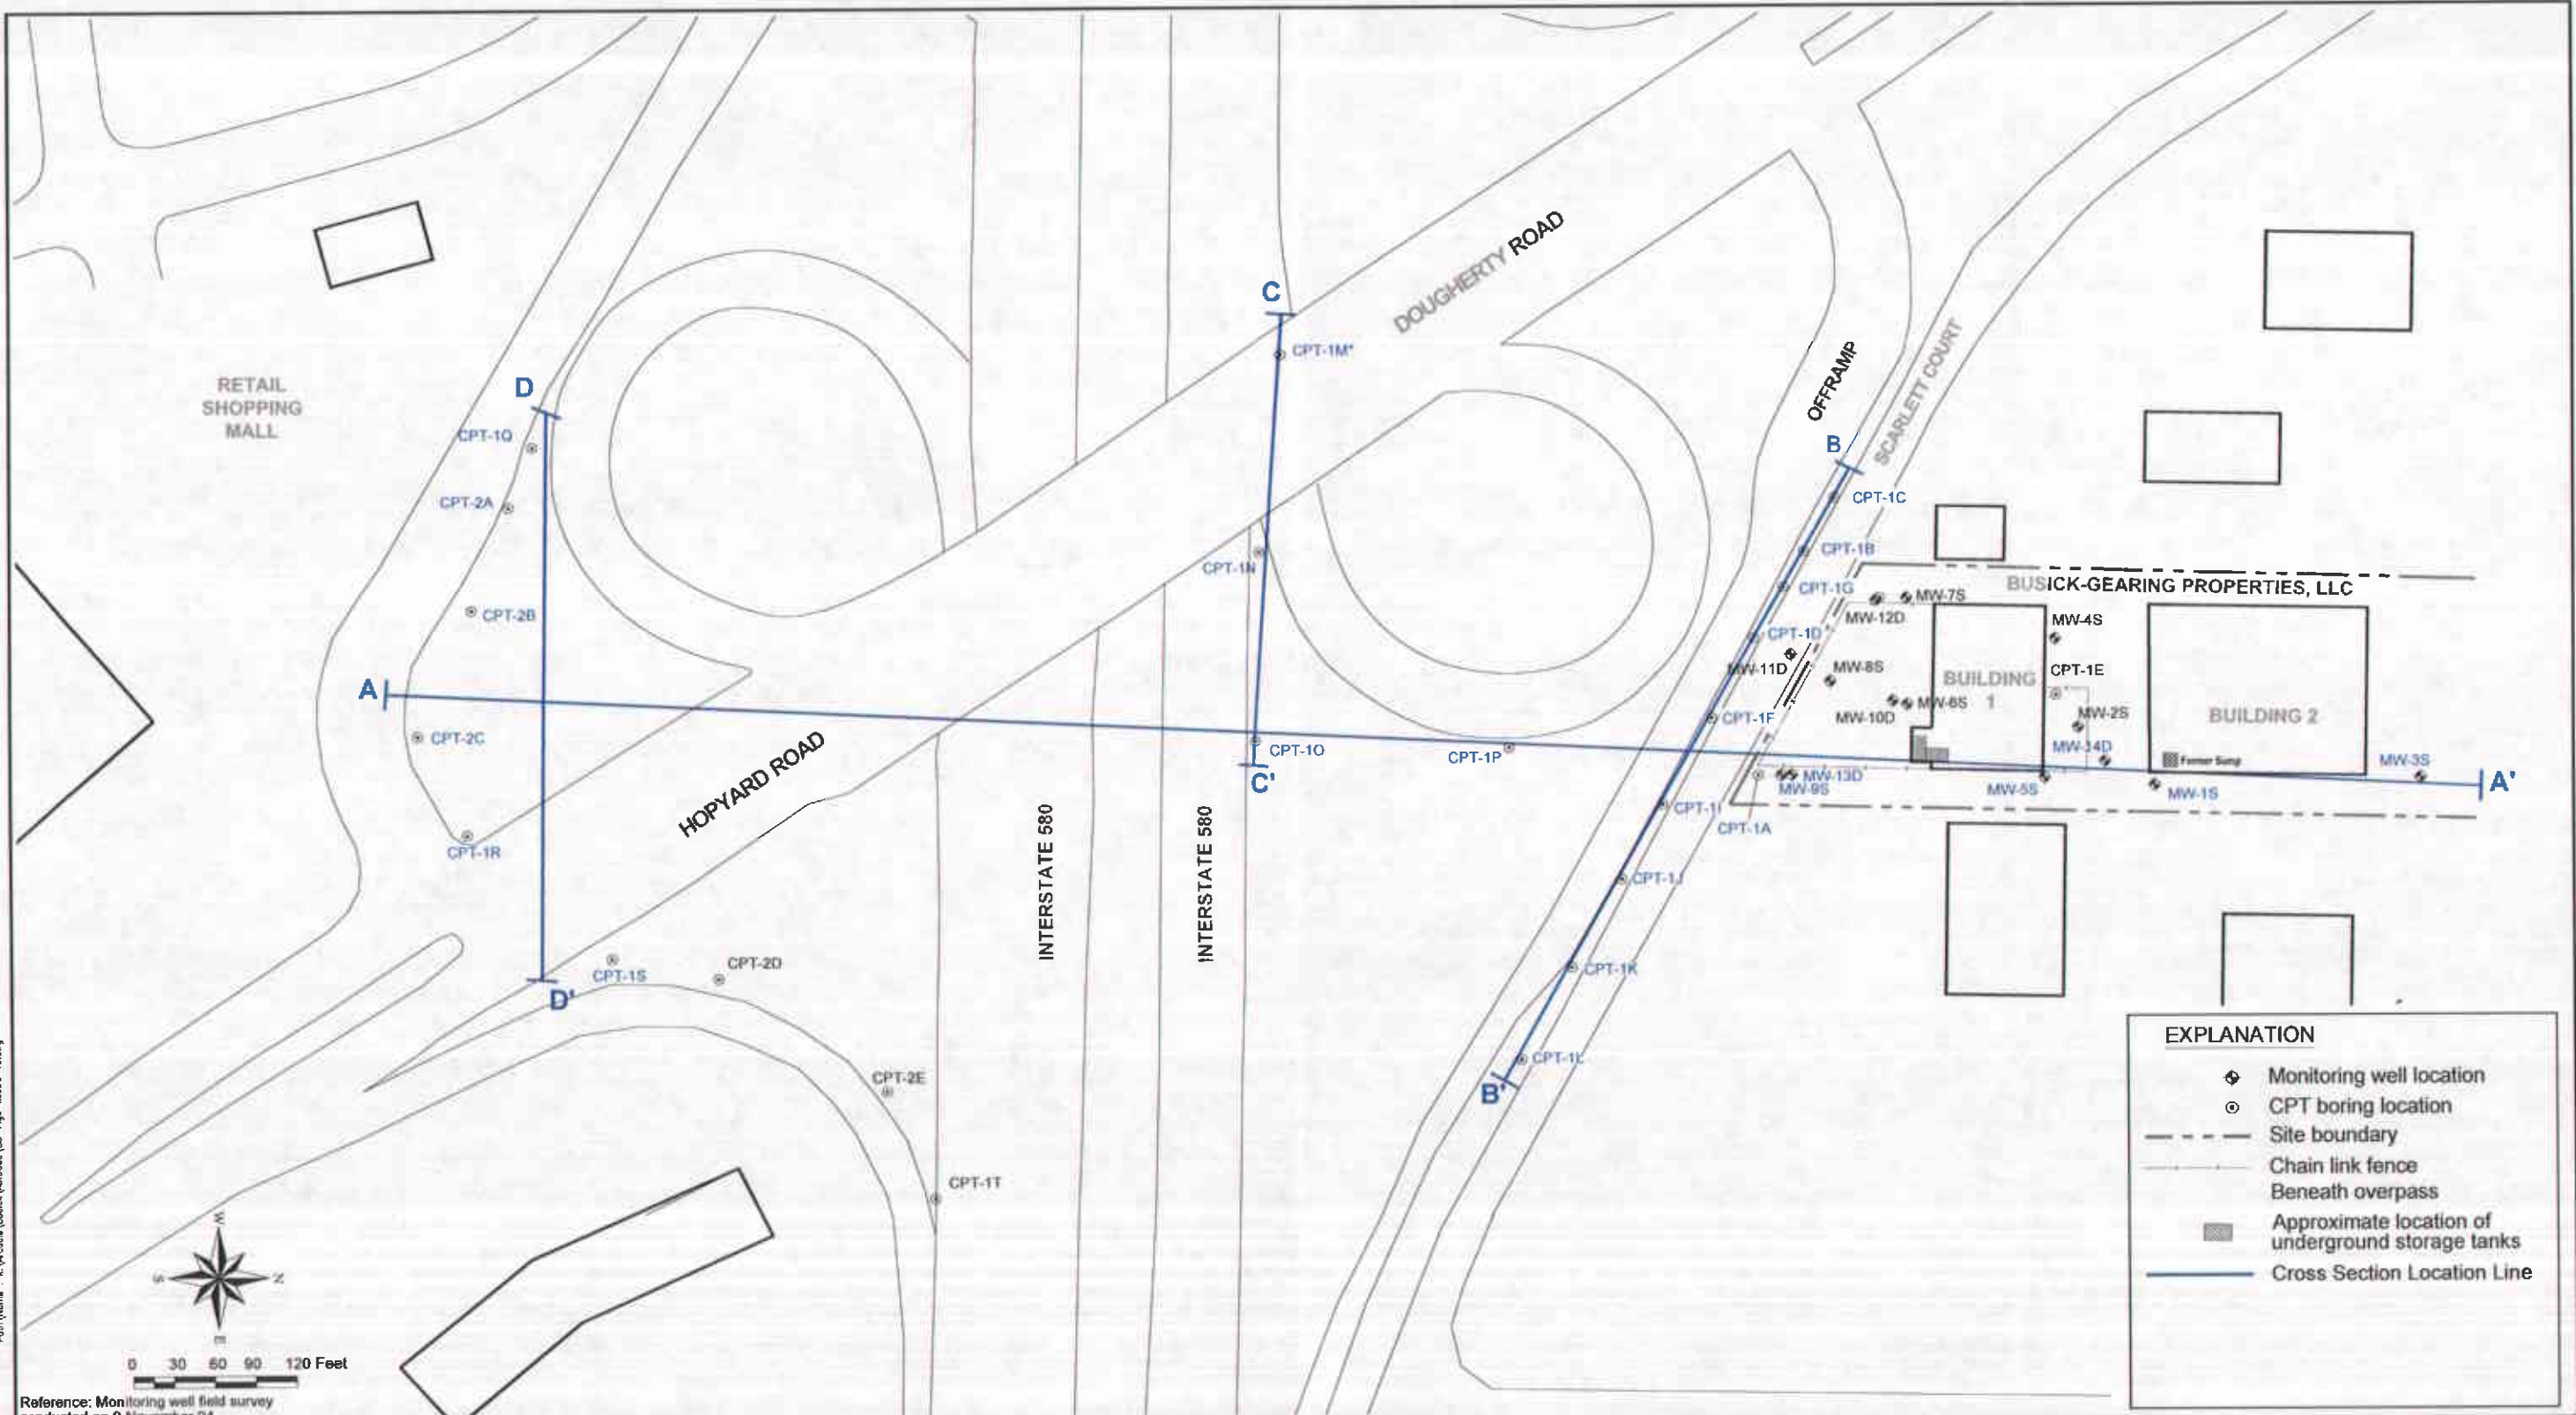 C
DOUGHERTY ROAD
CPT-1M*
RETAIL
SHOPPING
MALL
D
CPT-1Q
CPT-2A
CPT-2B
OFFRAMP
SCARLETT COURT
B
CPT-1C
CPT-1B
CPT-1G
CPT-1N
BUSICK-GEARING PROPERTIES, LLC
MW-7S
MW-12D
MW-4S
CPT-1D
MW-11D
MW-8S
CPT-1E
BUILDING
1
MW-6S
MW-10D
MW-2S
BUILDING 2
A
CPT-2C
CPT-1F
CPT-1O
CPT-1P
C'
MW-14D
Former Sump
MW-3S
A'
MW-13D
MW-9S
MW-5S
MW-1S
HOPYARD ROAD
CPT-1I
CPT-1A
CPT-1R
INTERSTATE 580
INTERSTATE 580
CPT-1J
CPT-1S
CPT-2D
CPT-1K
D'
CPT-1L
B'
CPT-2E
CPT-1T
EXPLANATION
Monitoring well location
CPT boring location
Site boundary
Chain link fence
Beneath overpass
Approximate location of
underground storage tanks
Cross Section Location Line
W
S N
E
0 30 60 90 120 Feet
Reference: Monitoring well field survey